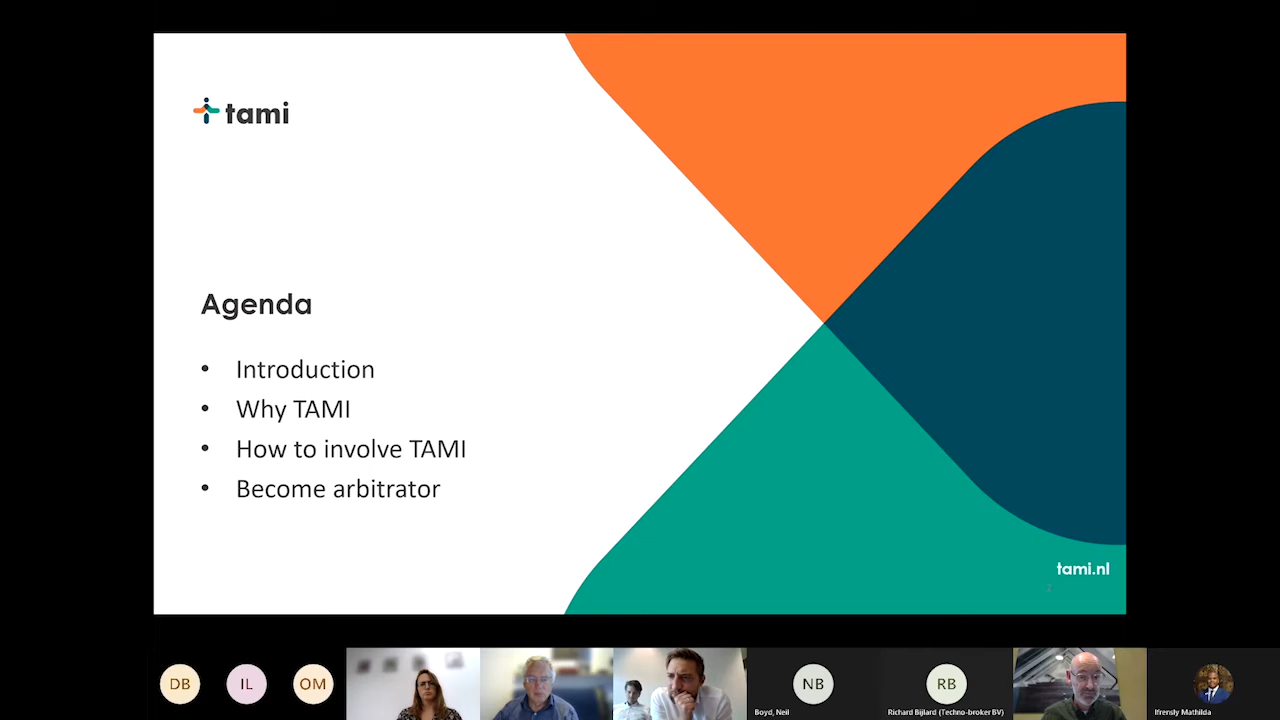 tami
Agenda
• Introduction
• Why TAMI
• How to involve TAMI
• Become arbitrator
tami.nl
2
DB
IL
OM
NB
Boyd, Neil
RB
Richard Bijlard (Techno-broker BV)
Ifrensly Mathilda